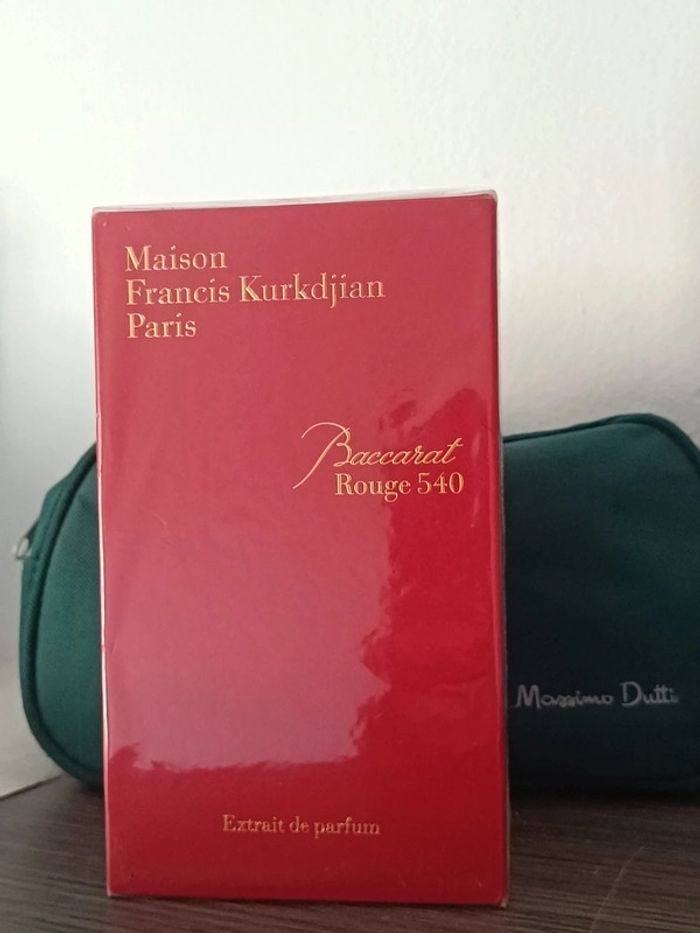 Maison
Francis Kurkdjian
Paris
Baccarat
Rouge 540
Massimo Dutti
Extrait de parfum